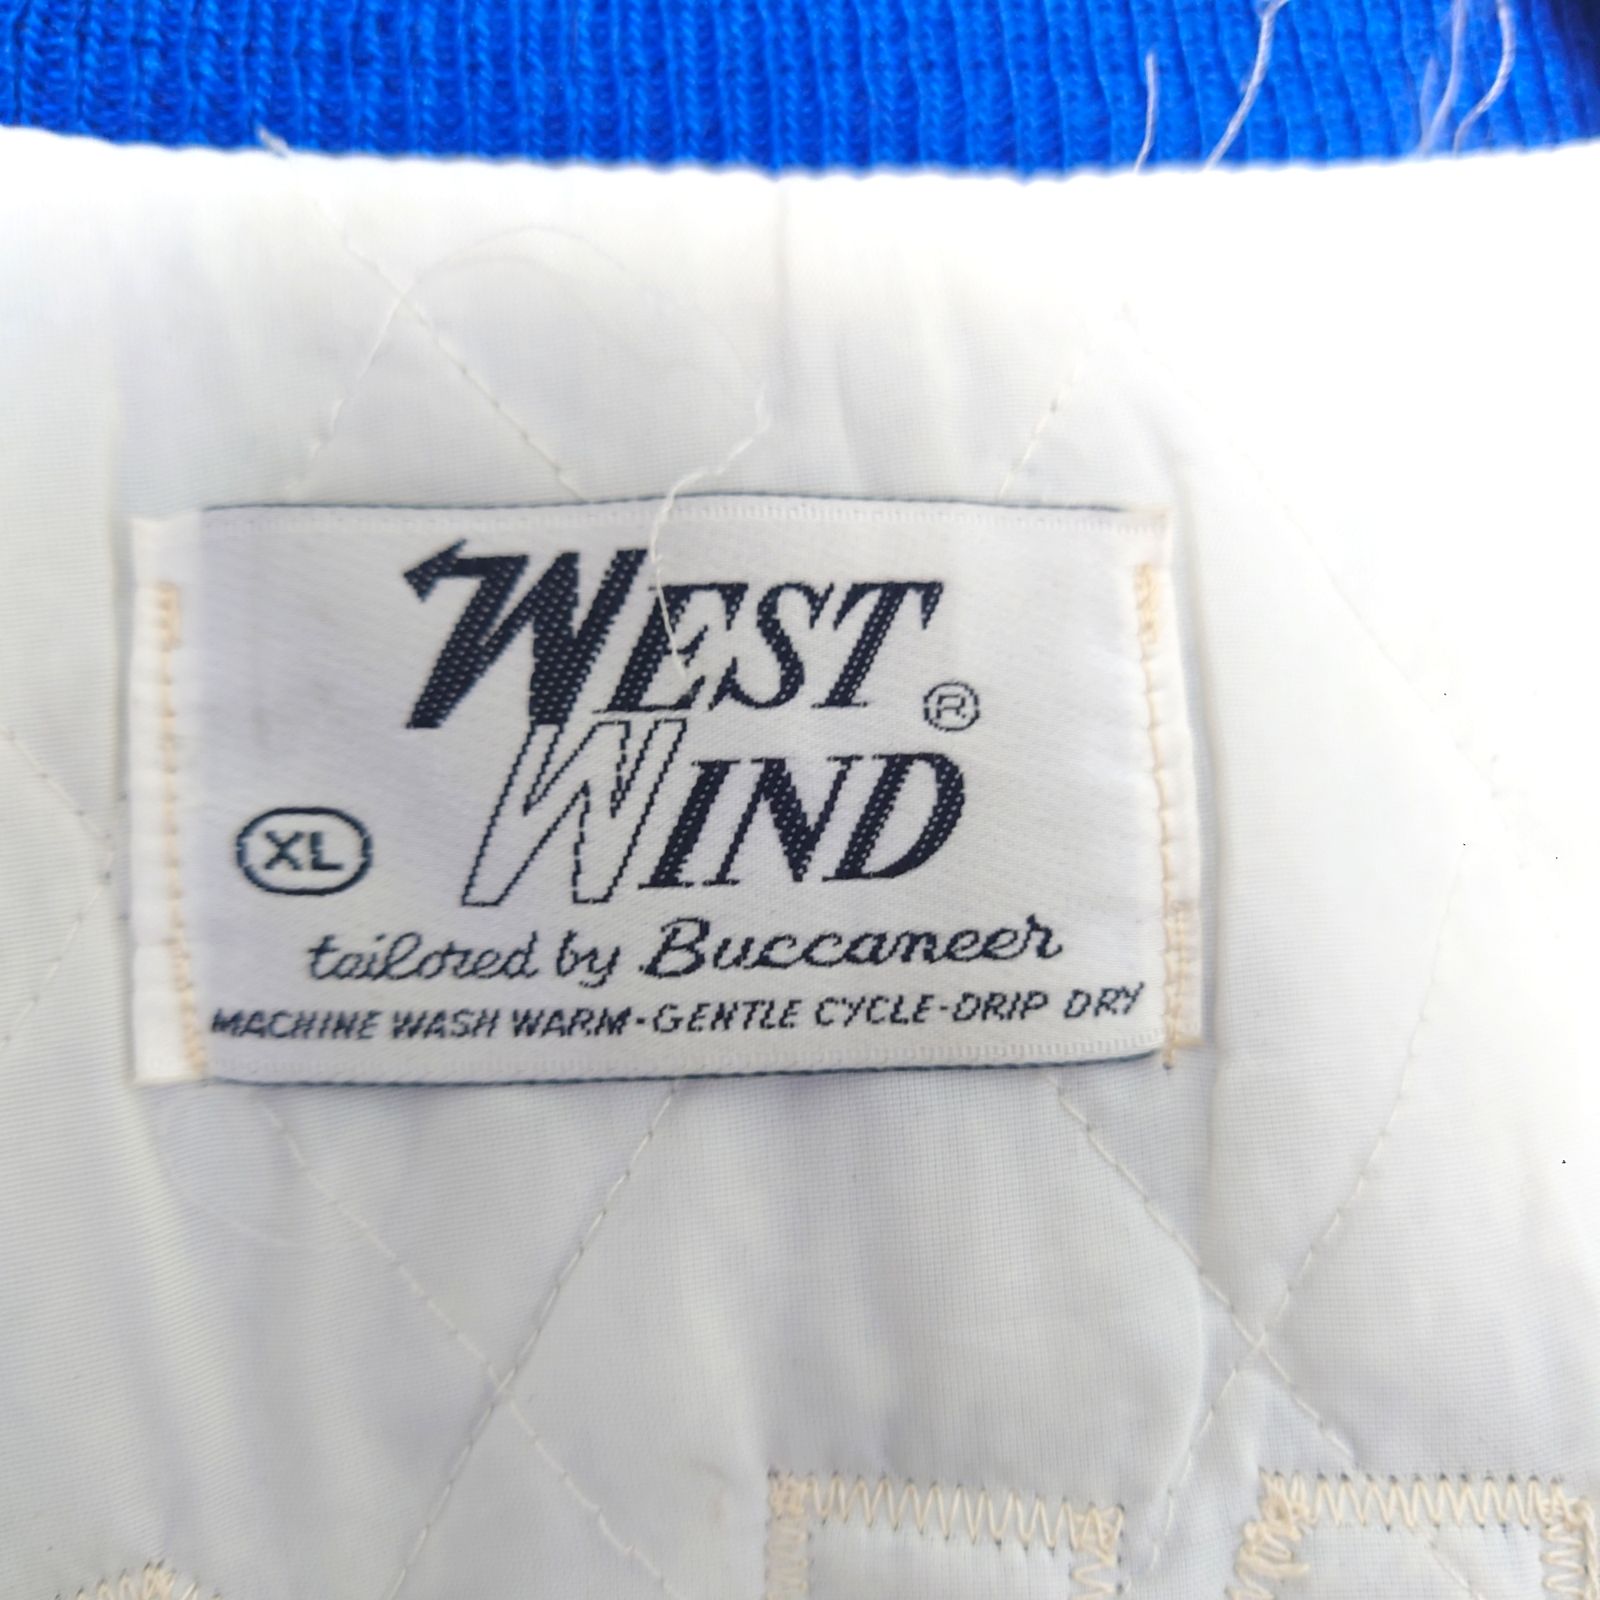 WEST ®
WIND
XL
tailored by Buccaneer
MACHINE WASH WARM-GENTLE CYCLE-DRIP DRY